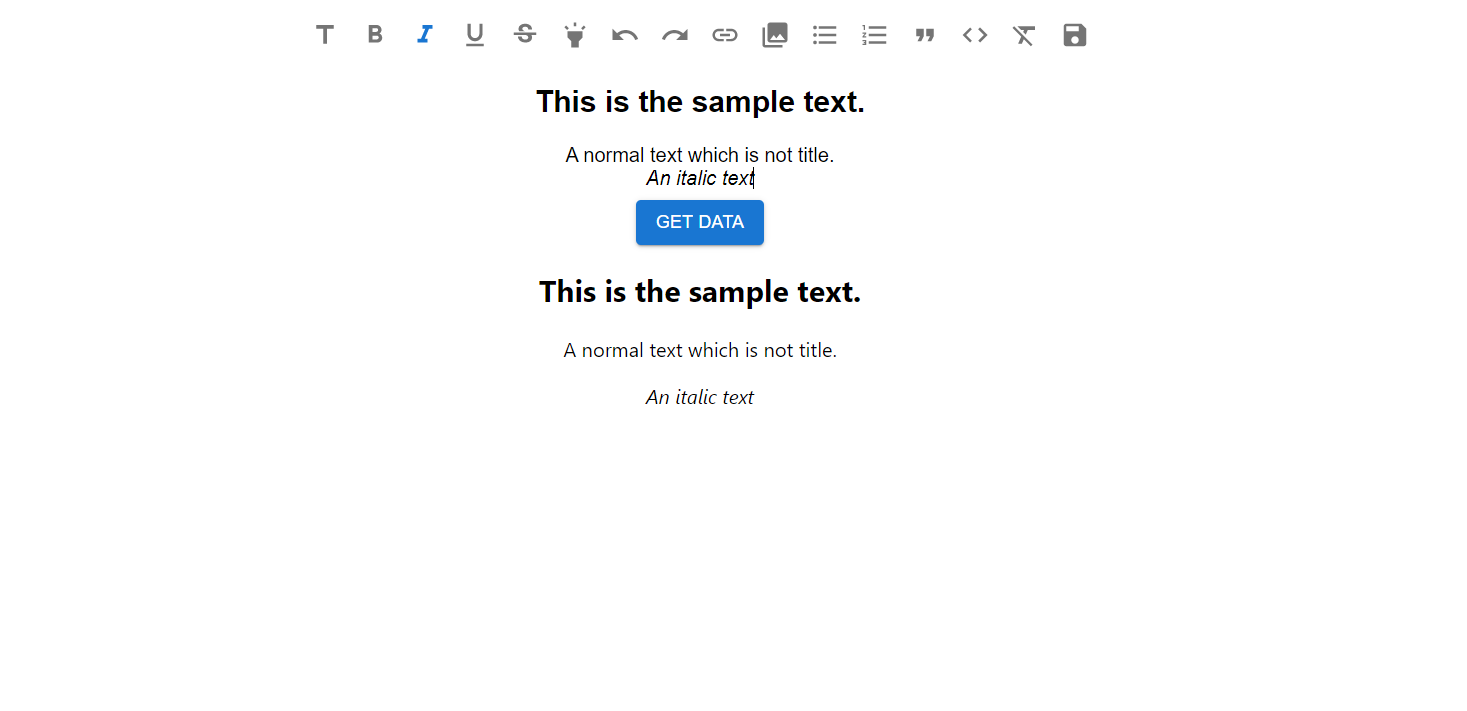 This is the sample text.
A normal text which is not title.
An italic text
GET DATA
This is the sample text.
A normal text which is not title.
An italic text